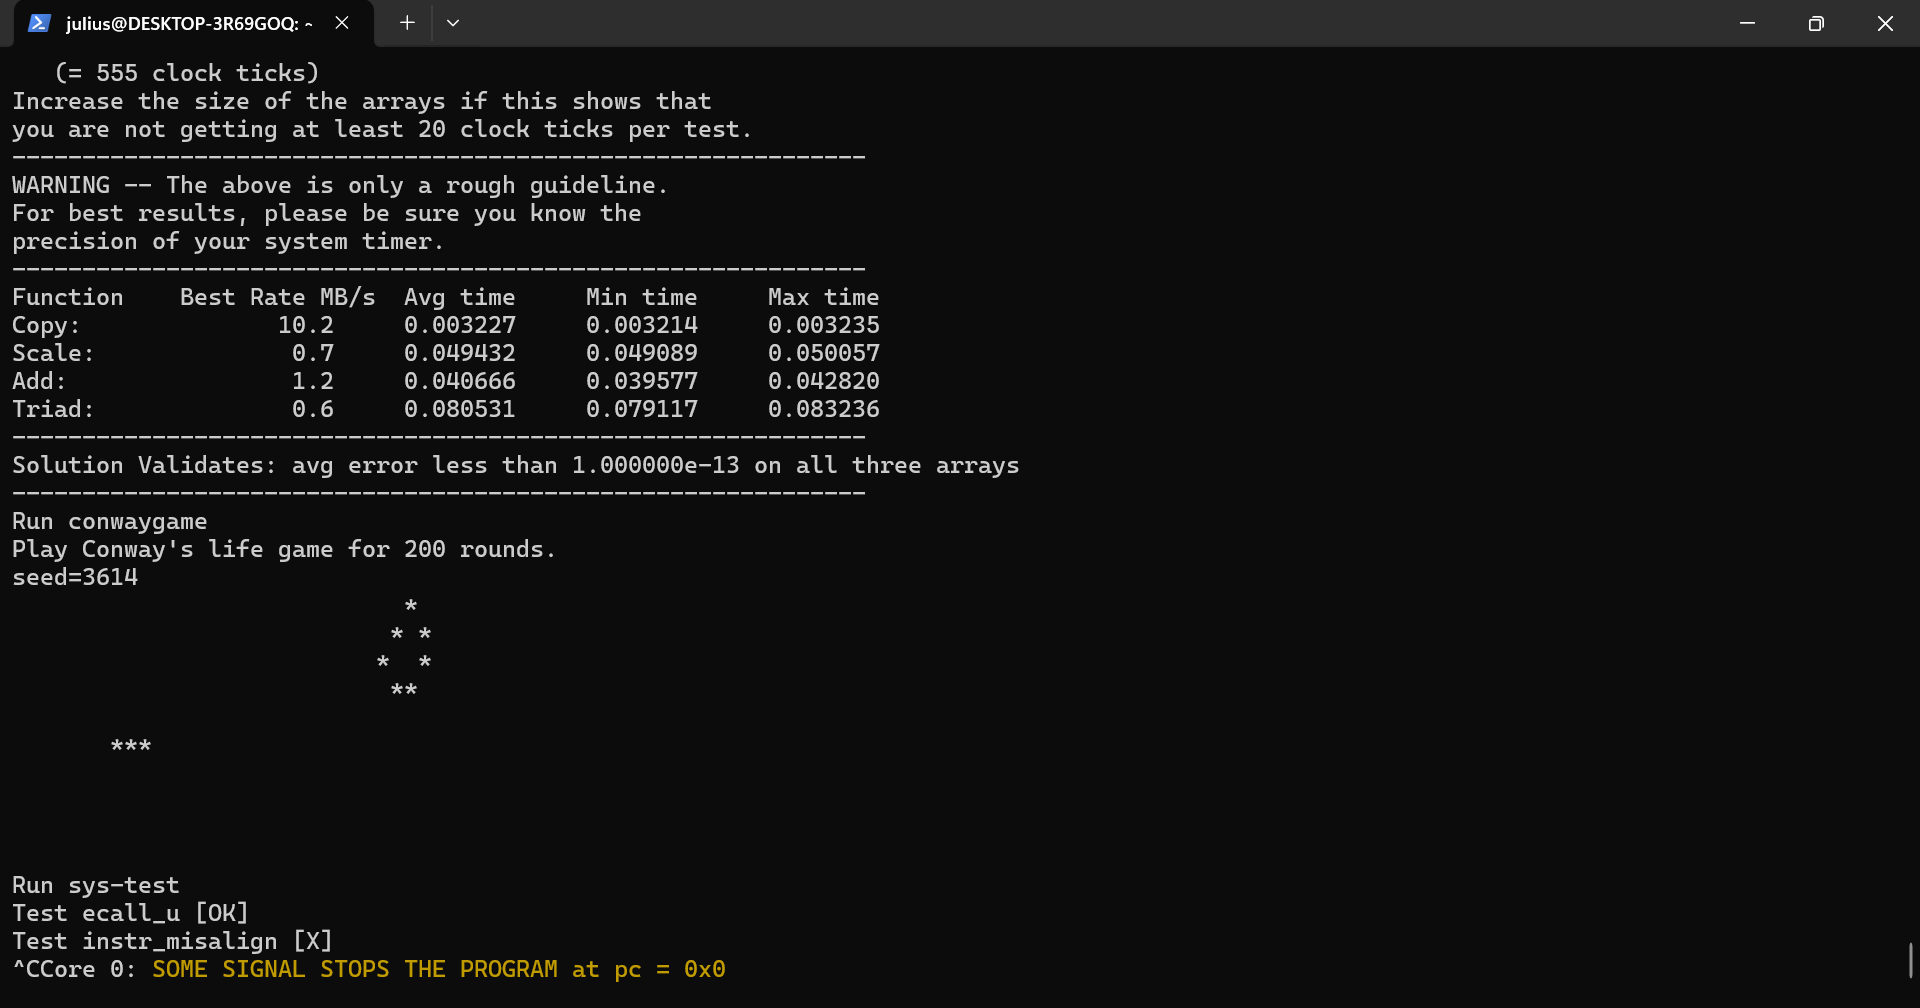 julius@DESKTOP-3R69GOQ: ~
   (= 555 clock ticks)
Increase the size of the arrays if this shows that
you are not getting at least 20 clock ticks per test.
-------------------------------------------------------------
WARNING -- The above is only a rough guideline.
For best results, please be sure you know the
precision of your system timer.
-------------------------------------------------------------
Function    Best Rate MB/s  Avg time     Min time     Max time
Copy:              10.2     0.003227     0.003214     0.003235
Scale:              0.7     0.049432     0.049089     0.050057
Add:                1.2     0.040666     0.039577     0.042820
Triad:              0.6     0.080531     0.079117     0.083236
-------------------------------------------------------------
Solution Validates: avg error less than 1.000000e-13 on all three arrays
-------------------------------------------------------------
Run conwaygame
Play Conway's life game for 200 rounds.
seed=3614
                            *
                           * *
                          *  *
                           **

       ***

Run sys-test
Test ecall_u [OK]
Test instr_misalign [X]
^CCore 0: SOME SIGNAL STOPS THE PROGRAM at pc = 0x0